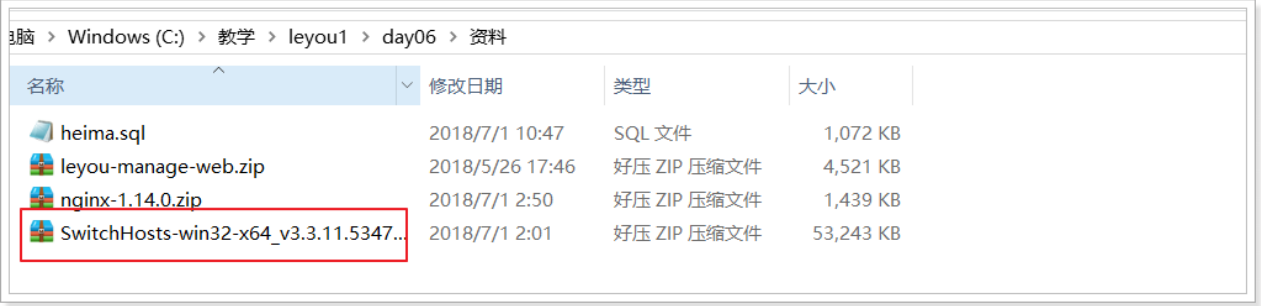 电脑 › Windows (C:) › 教学 › leyou1 › day06 › 资料
名称 修改日期 类型 大小
heima.sql 2018/7/1 10:47 SQL 文件 1,072 KB
leyou-manage-web.zip 2018/5/26 17:46 好压 ZIP 压缩文件 4,521 KB
nginx-1.14.0.zip 2018/7/1 2:50 好压 ZIP 压缩文件 1,439 KB
SwitchHosts-win32-x64_v3.3.11.5347... 2018/7/1 2:01 好压 ZIP 压缩文件 53,243 KB